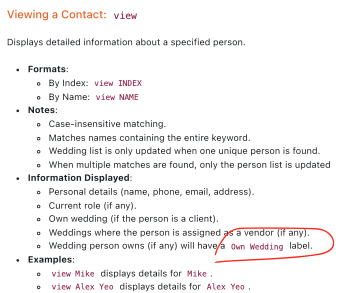 Viewing a Contact: view
Displays detailed information about a specified person.
Formats:
By Index: view INDEX
By Name: view NAME
Notes:
Case-insensitive matching.
Matches names containing the entire keyword.
Wedding list is only updated when one unique person is found.
When multiple matches are found, only the person list is updated
Information Displayed:
Personal details (name, phone, email, address).
Current role (if any).
Own wedding (if the person is a client).
Weddings where the person is assigned as a vendor (if any).
Wedding person owns (if any) will have a Own Wedding label.
Examples:
view Mike displays details for Mike .
view Alex Yeo displays details for Alex Yeo .